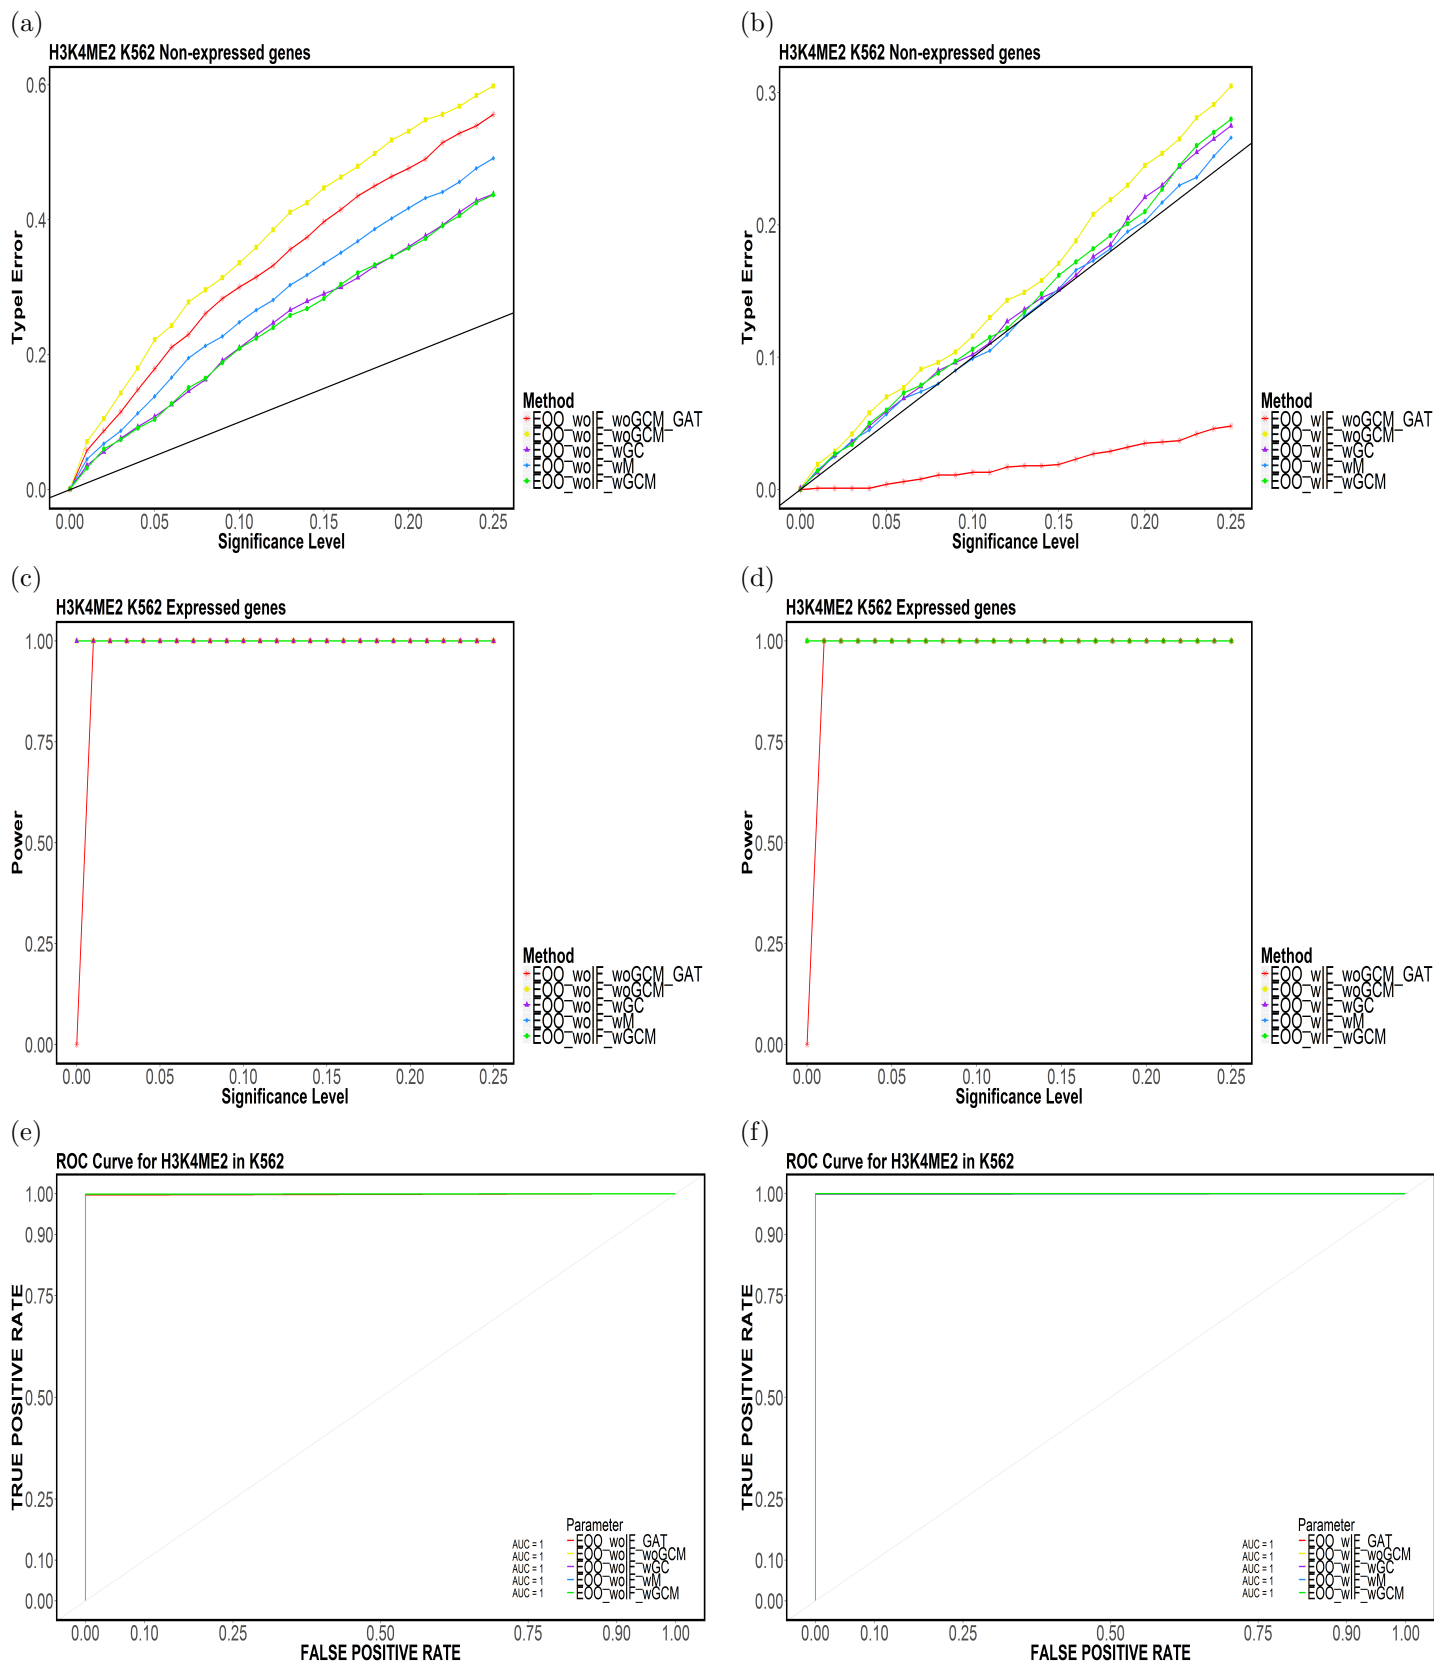 (a)
H3K4ME2 K562 Non-expressed genes
0.6
0.4
0.2
0.0
TypeI Error
0.00 0.05 0.10 0.15 0.20 0.25
Significance Level
Method
EOO_woIF_woGCM_GAT
EOO_woIF_woGCM
EOO_woIF_wGC
EOO_woIF_wM
EOO_woIF_wGCM
(b)
H3K4ME2 K562 Non-expressed genes
0.3
0.2
0.1
0.0
TypeI Error
0.00 0.05 0.10 0.15 0.20 0.25
Significance Level
Method
EOO_wIF_woGCM_GAT
EOO_wIF_woGCM
EOO_wIF_wGC
EOO_wIF_wM
EOO_wIF_wGCM
(c)
H3K4ME2 K562 Expressed genes
1.00
0.75
0.50
0.25
0.00
Power
0.00 0.05 0.10 0.15 0.20 0.25
Significance Level
Method
EOO_woIF_woGCM_GAT
EOO_woIF_woGCM
EOO_woIF_wGC
EOO_woIF_wM
EOO_woIF_wGCM
(d)
H3K4ME2 K562 Expressed genes
1.00
0.75
0.50
0.25
0.00
Power
0.00 0.05 0.10 0.15 0.20 0.25
Significance Level
Method
EOO_wIF_woGCM_GAT
EOO_wIF_woGCM
EOO_wIF_wGC
EOO_wIF_wM
EOO_wIF_wGCM
(e)
ROC Curve for H3K4ME2 in K562
1.00
0.90
0.75
0.50
0.25
0.10
0.00
TRUE POSITIVE RATE
Parameter
AUC = 1 EOO_woIF_GAT
AUC = 1 EOO_woIF_woGCM
AUC = 1 EOO_woIF_wGC
AUC = 1 EOO_woIF_wM
AUC = 1 EOO_woIF_wGCM
0.00 0.10 0.25 0.50 0.75 0.90 1.00
FALSE POSITIVE RATE
(f)
ROC Curve for H3K4ME2 in K562
1.00
0.90
0.75
0.50
0.25
0.10
0.00
TRUE POSITIVE RATE
Parameter
AUC = 1 EOO_wIF_GAT
AUC = 1 EOO_wIF_woGCM
AUC = 1 EOO_wIF_wGC
AUC = 1 EOO_wIF_wM
AUC = 1 EOO_wIF_wGCM
0.00 0.10 0.25 0.50 0.75 0.90 1.00
FALSE POSITIVE RATE